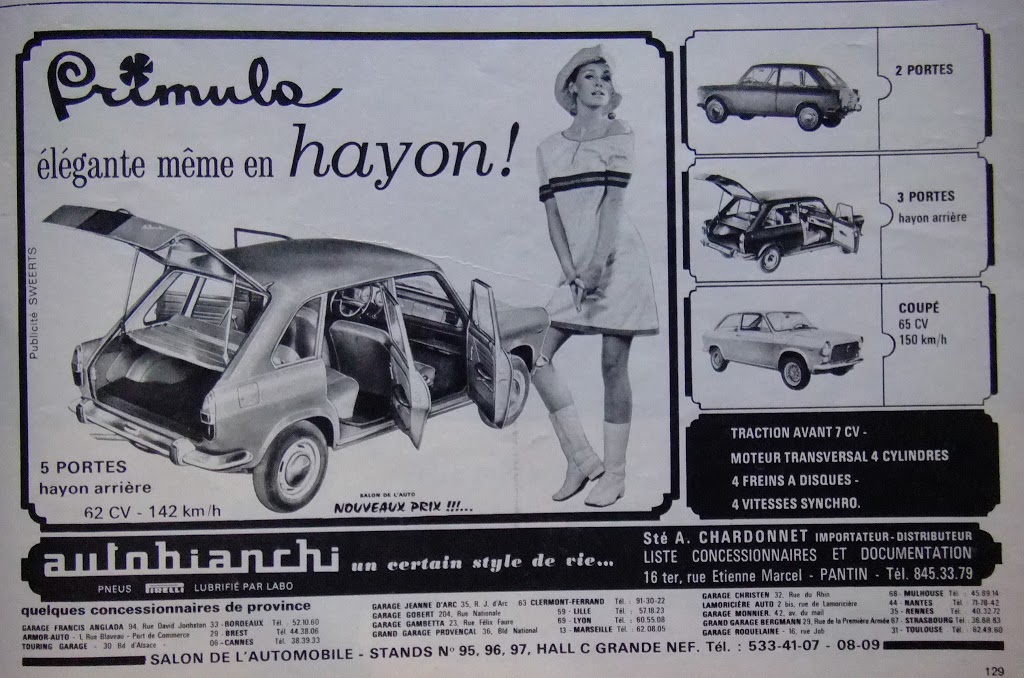 Primula
élégante même en hayon!
Publicité SWEERTS
5 PORTES
hayon arrière
62 CV - 142 km/h
SALON DE L'AUTO
NOUVEAUX PRIX !!!...
2 PORTES
3 PORTES
hayon arrière
COUPÉ
65 CV
150 km/h
TRACTION AVANT 7 CV -
MOTEUR TRANSVERSAL 4 CYLINDRES
4 FREINS A DISQUES -
4 VITESSES SYNCHRO.
autobianchi un certain style de vie...
PNEUS PIRELLI LUBRIFIÉ PAR LABO
Sté A. CHARDONNET IMPORTATEUR-DISTRIBUTEUR
LISTE CONCESSIONNAIRES ET DOCUMENTATION
16 ter, rue Etienne Marcel - PANTIN - Tél. 845.33.79
quelques concessionnaires de province
GARAGE FRANCIS ANGLADA 94, Rue David Jonhston 33 - BORDEAUX Tél. 52.10.60
ARMOR-AUTO - 1, Rue Blaveau - Port de Commerce 29 - BREST Tél. 44.38.06
TOURING GARAGE - 30 Bd d'Alsace 06 - CANNES Tél. 38.39.33
GARAGE JEANNE D'ARC 35, R. J. d'Arc 63 CLERMONT-FERRAND Tél. 91-30-22
GARAGE GOBERT 204, Rue Nationale 59 - LILLE Tél. 57.18.23
GARAGE GAMBETTA 23, Rue Félix Faure 69 - LYON Tél. 60.55.08
GRAND GARAGE PROVENÇAL 36, Bld National 13 - MARSEILLE Tél. 62.08.05
GARAGE CHRISTEN 32, Rue du Rhin 68 - MULHOUSE Tél. 45.69.14
LAMORICIÈRE AUTO 2 bis, rue de Lamoricière 44 - NANTES Tél. 71-78-42
GARAGE MONNIER, 42, av. du mail 35 - RENNES Tél. 40.32.72
GRAND GARAGE BERGMANN 29, Rue de la Première Armée 67 - STRASBOURG Tél.
GARAGE ROQUELAINE - 16, rue Job 31 - TOULOUSE Tél. 62.49.60
SALON DE L'AUTOMOBILE - STANDS Nº 95, 96, 97, HALL C GRANDE NEF. Tél. : 533-41-07 - 08-09
129